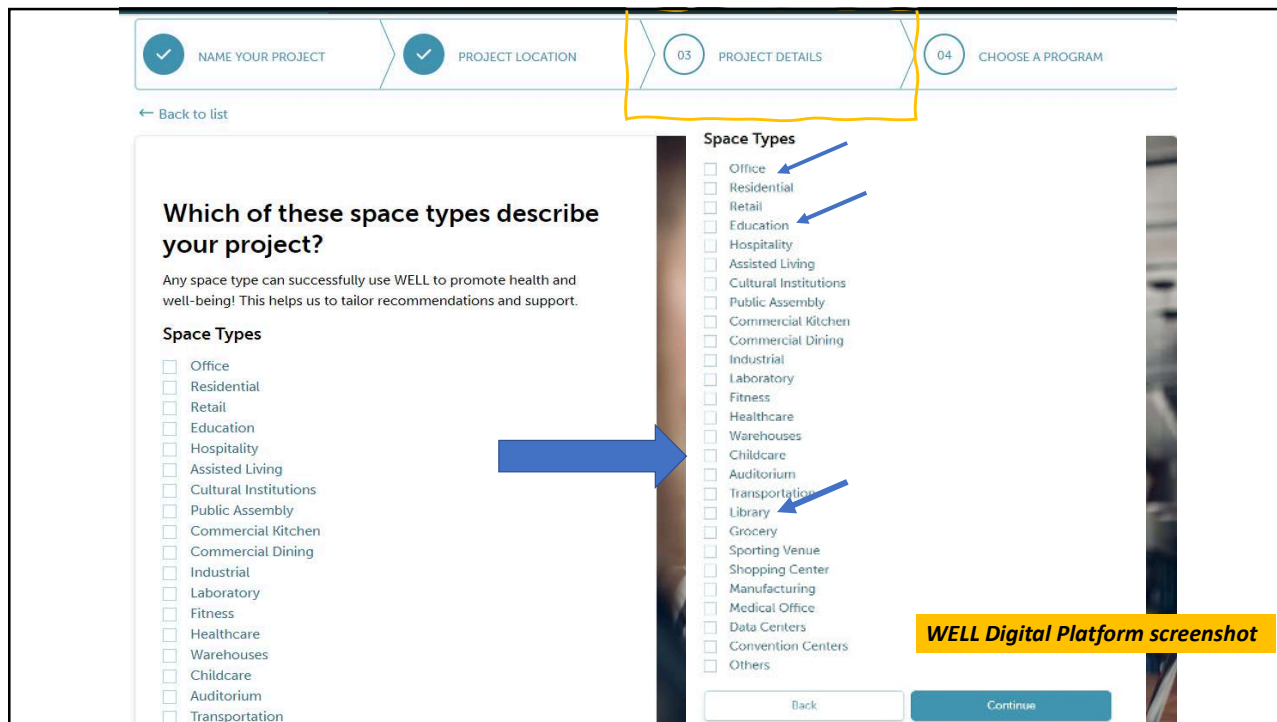 NAME YOUR PROJECT
PROJECT LOCATION
03 PROJECT DETAILS
04 CHOOSE A PROGRAM
← Back to list
Which of these space types describe
your project?
Any space type can successfully use WELL to promote health and
well-being! This helps us to tailor recommendations and support.
Space Types
Office
Residential
Retail
Education
Hospitality
Assisted Living
Cultural Institutions
Public Assembly
Commercial Kitchen
Commercial Dining
Industrial
Laboratory
Fitness
Healthcare
Warehouses
Childcare
Auditorium
Transportation
Space Types
Office
Residential
Retail
Education
Hospitality
Assisted Living
Cultural Institutions
Public Assembly
Commercial Kitchen
Commercial Dining
Industrial
Laboratory
Fitness
Healthcare
Warehouses
Childcare
Auditorium
Transportation
Library
Grocery
Sporting Venue
Shopping Center
Manufacturing
Medical Office
Data Centers
Convention Centers
Others
Back
Continue
WELL Digital Platform screenshot